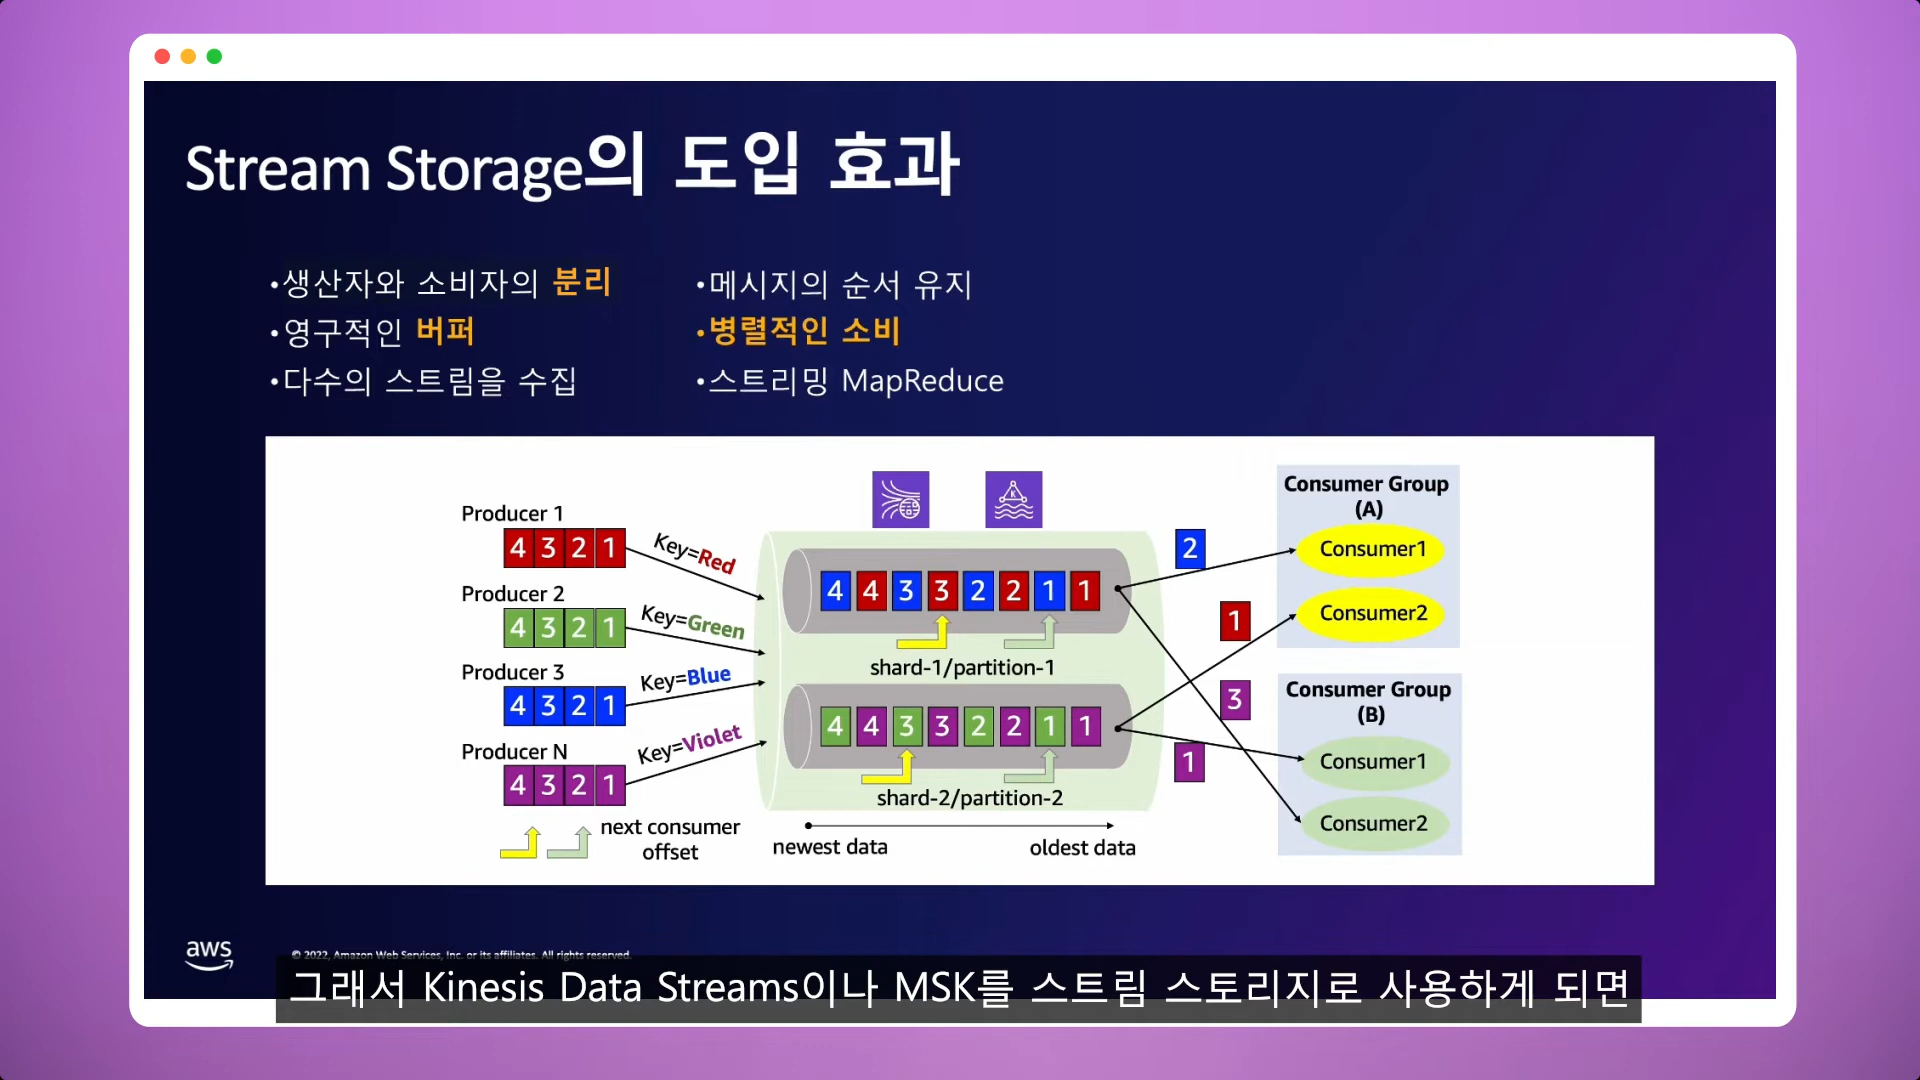 Stream Storage의 도입 효과
•생산자와 소비자의 분리
•영구적인 버퍼
•다수의 스트림을 수집
•메시지의 순서 유지
•병렬적인 소비
•스트리밍 MapReduce
Producer 1
4 3 2 1
Key=Red
Producer 2
4 3 2 1
Key=Green
Producer 3
4 3 2 1
Key=Blue
Producer N
4 3 2 1
Key=Violet
next consumer
offset
K
4 4 3 3 2 2 1 1
shard-1/partition-1
4 4 3 3 2 2 1 1
shard-2/partition-2
newest data
oldest data
2
1
3
1
Consumer Group
(A)
Consumer1
Consumer2
Consumer Group
(B)
Consumer1
Consumer2
aws
© 2022, Amazon Web Services, Inc. or its affiliates. All rights reserved.
그래서 Kinesis Data Streams이나 MSK를 스트림 스토리지로 사용하게 되면